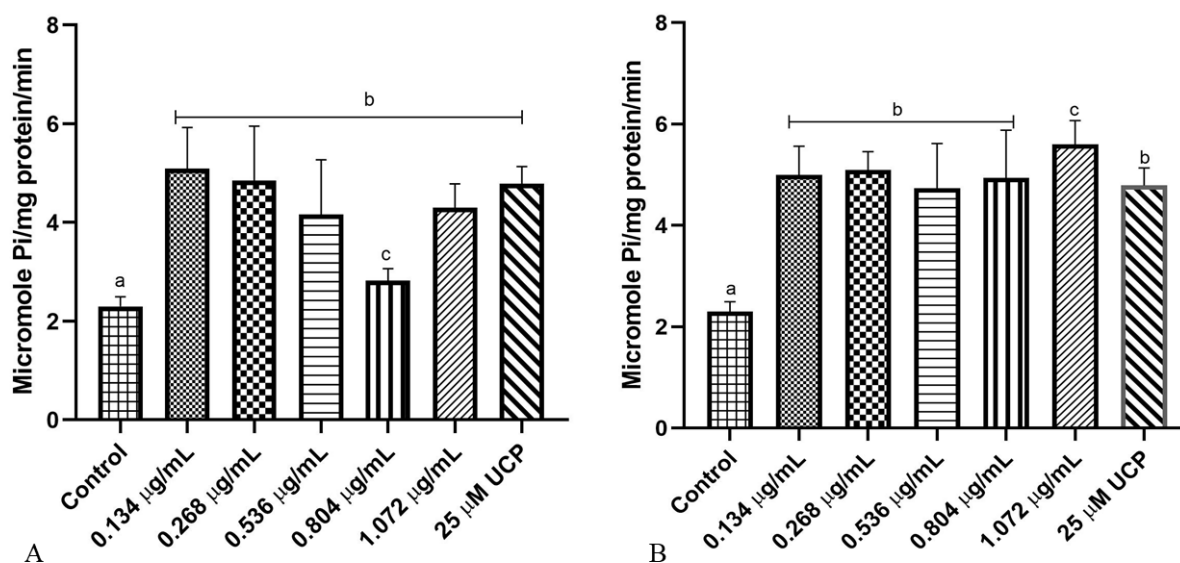 Micromole Pi/mg protein/min
8
6
4
2
0
a
b
c
Control
0.134 μg/mL
0.268 μg/mL
0.536 μg/mL
0.804 μg/mL
1.072 μg/mL
25 μM UCP
A
Micromole Pi/mg protein/min
8
6
4
2
0
a
b
c
b
Control
0.134 μg/mL
0.268 μg/mL
0.536 μg/mL
0.804 μg/mL
1.072 μg/mL
25 μM UCP
B